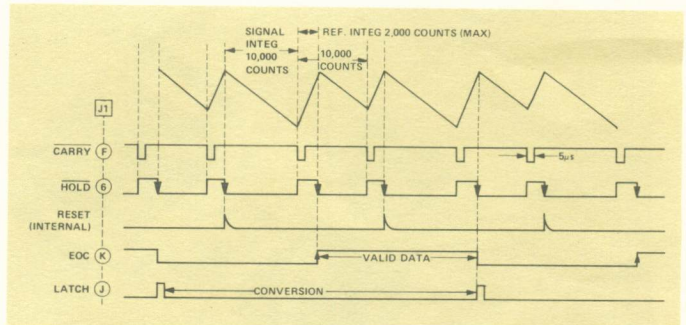 SIGNAL
INTEG
10,000
COUNTS
REF. INTEG 2,000 COUNTS (MAX)
10,000
COUNTS
J1
CARRY F
5μs
HOLD 6
RESET
(INTERNAL)
EOC K
VALID DATA
LATCH J
CONVERSION